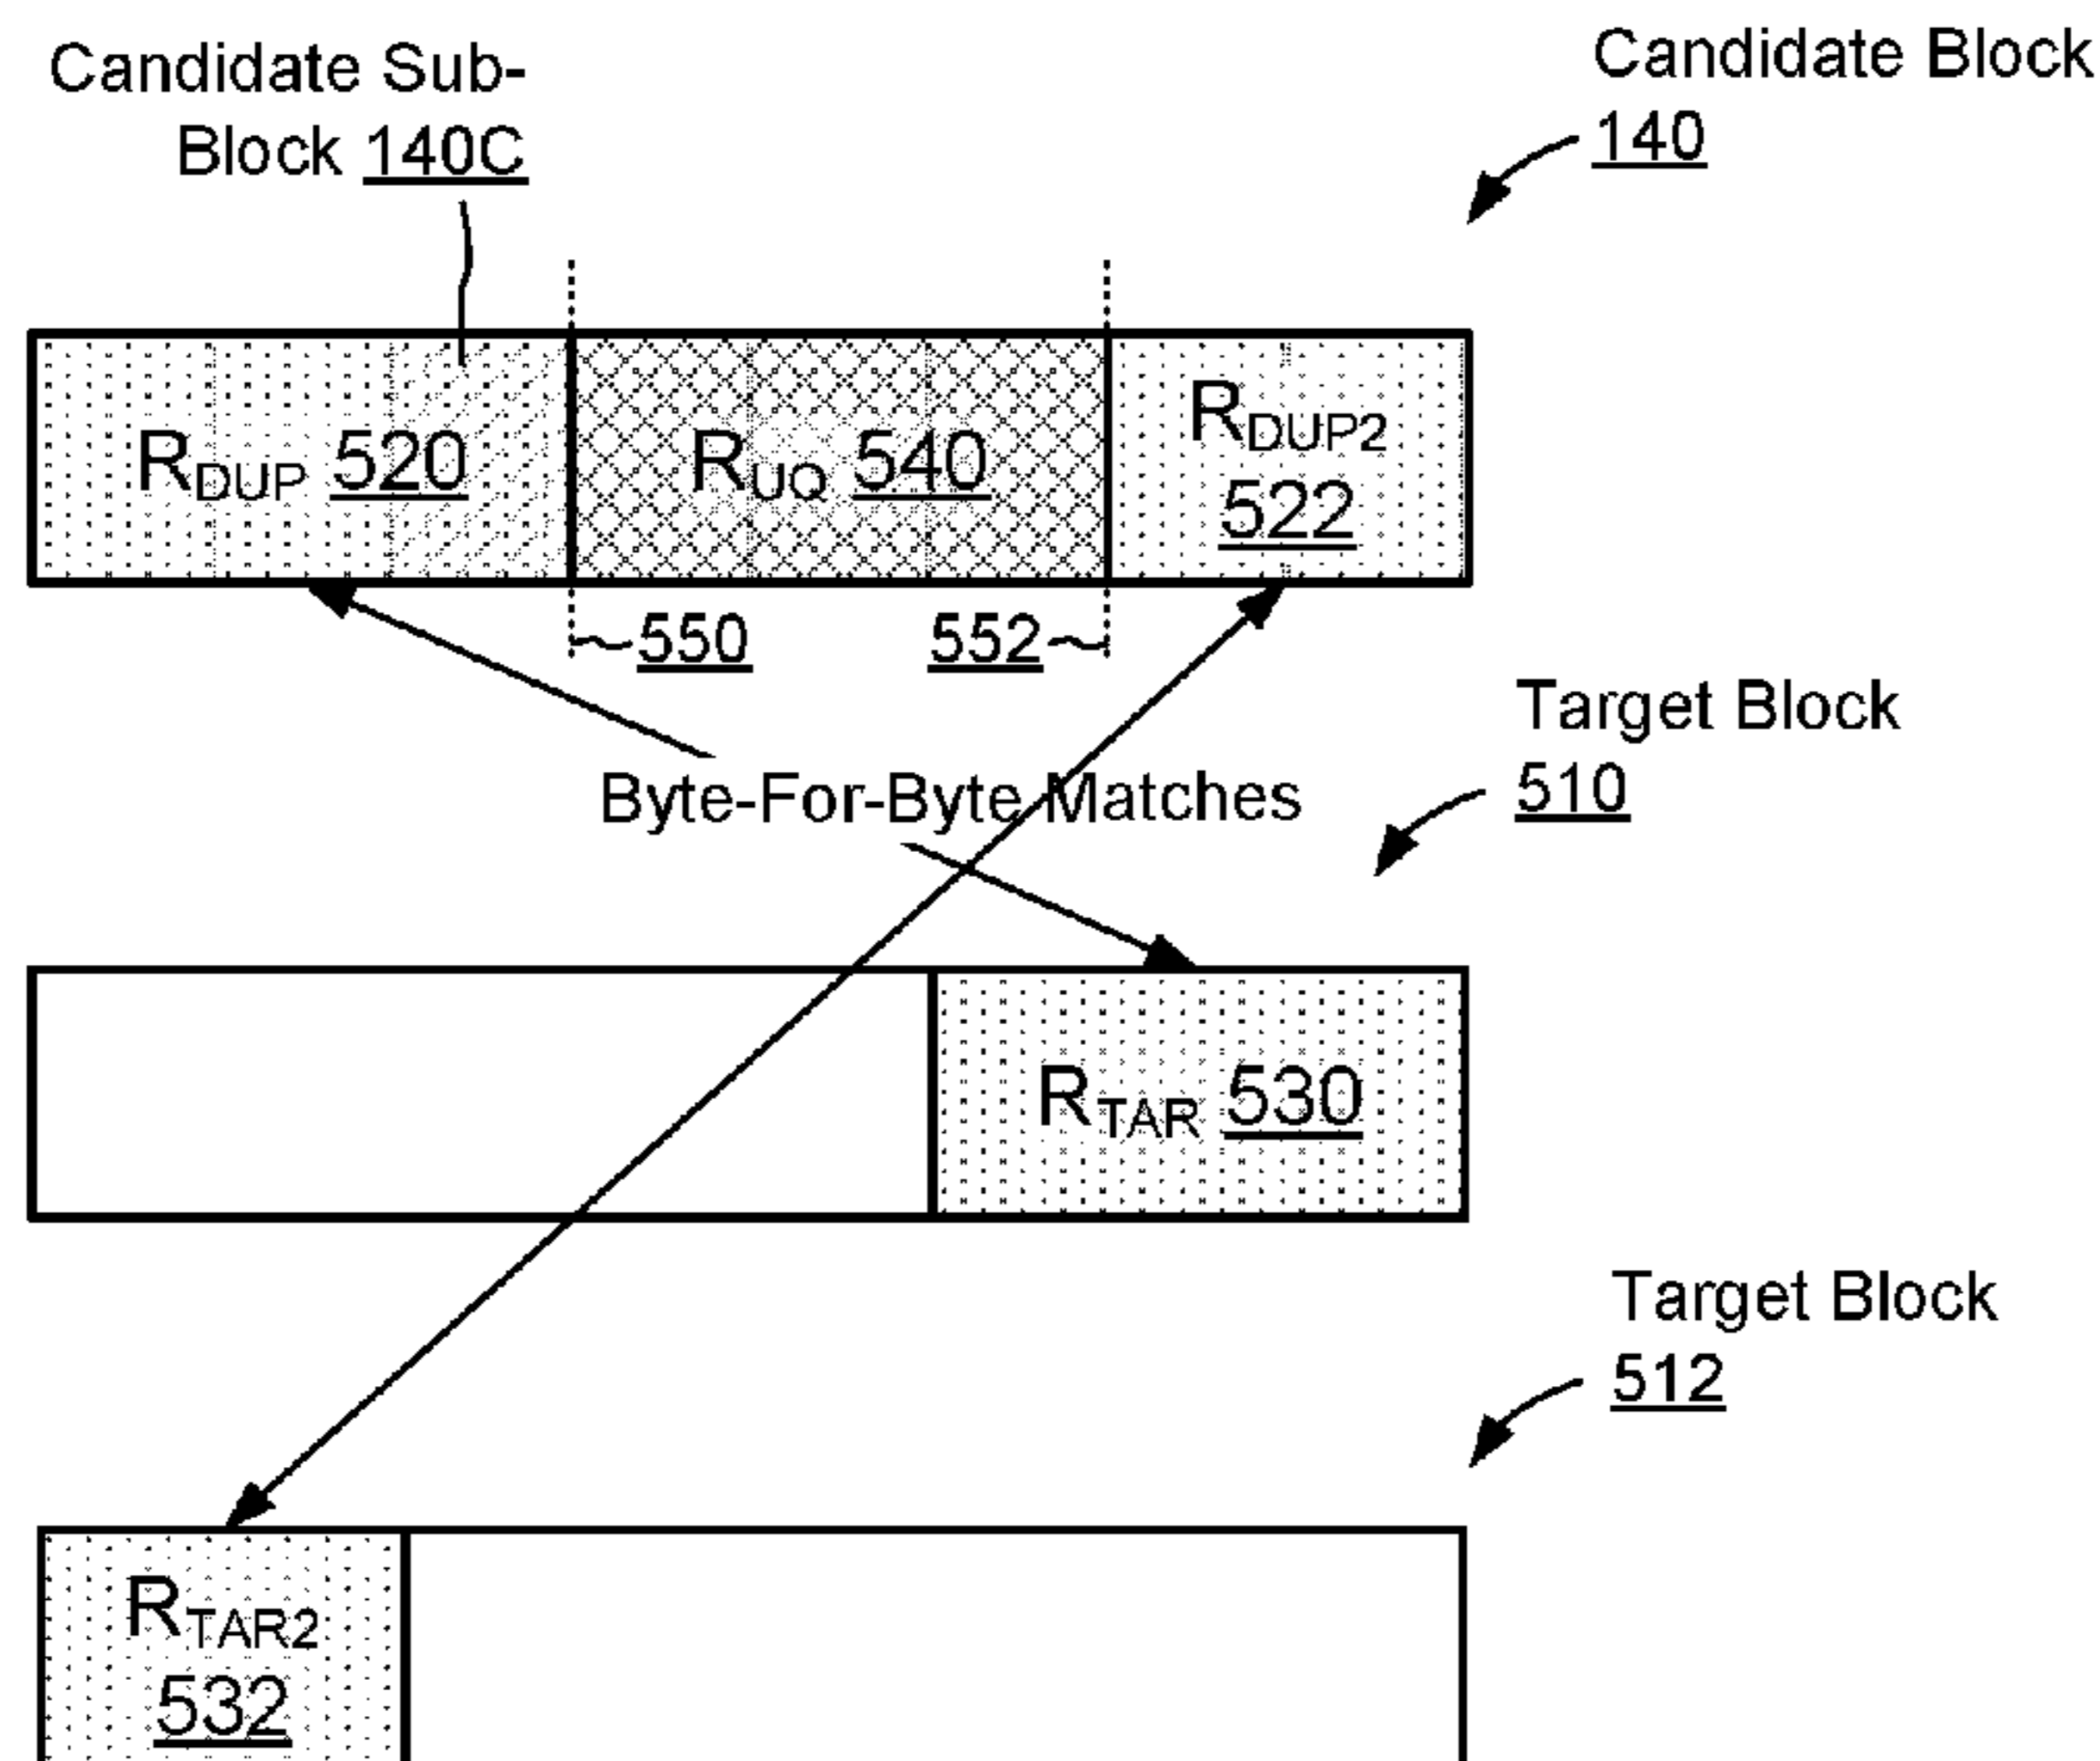 Candidate Sub-
Block 140C
Candidate Block
140
RDUP 520
RUQ 540
RDUP2
522
550
552
Target Block
510
Byte-For-Byte Matches
RTAR 530
Target Block
512
RTAR2
532